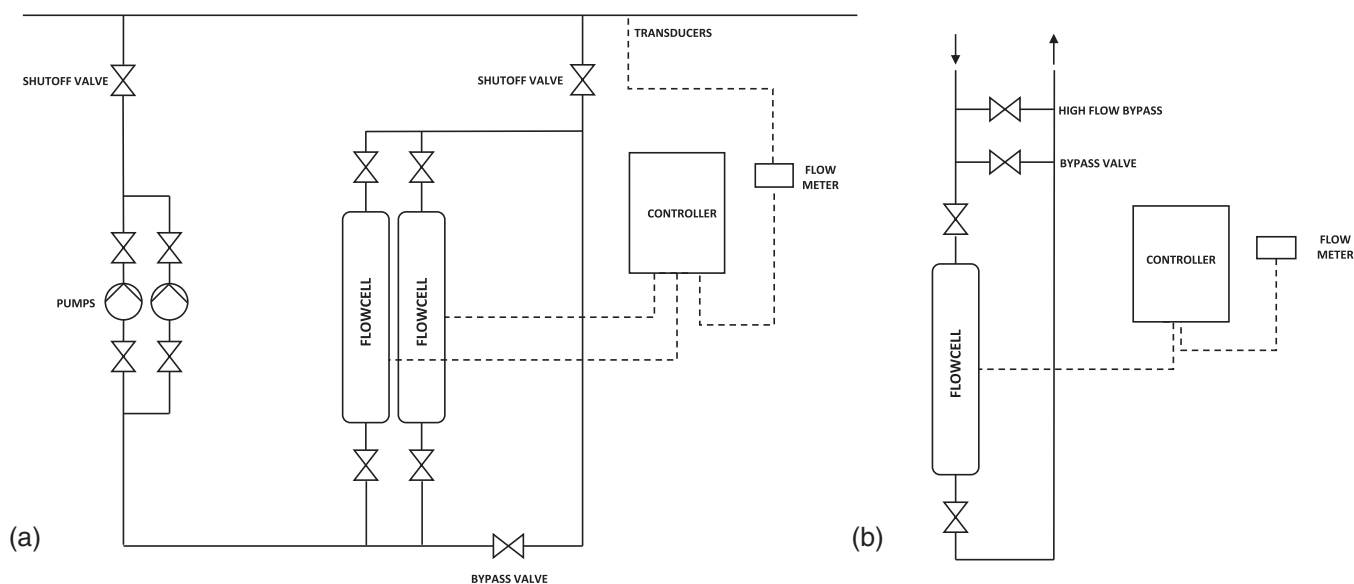 TRANSDUCERS
SHUTOFF VALVE
SHUTOFF VALVE
CONTROLLER
FLOW
METER
FLOWCELL
FLOWCELL
PUMPS
BYPASS VALVE
(a)
HIGH FLOW BYPASS
BYPASS VALVE
CONTROLLER
FLOW
METER
FLOWCELL
(b)